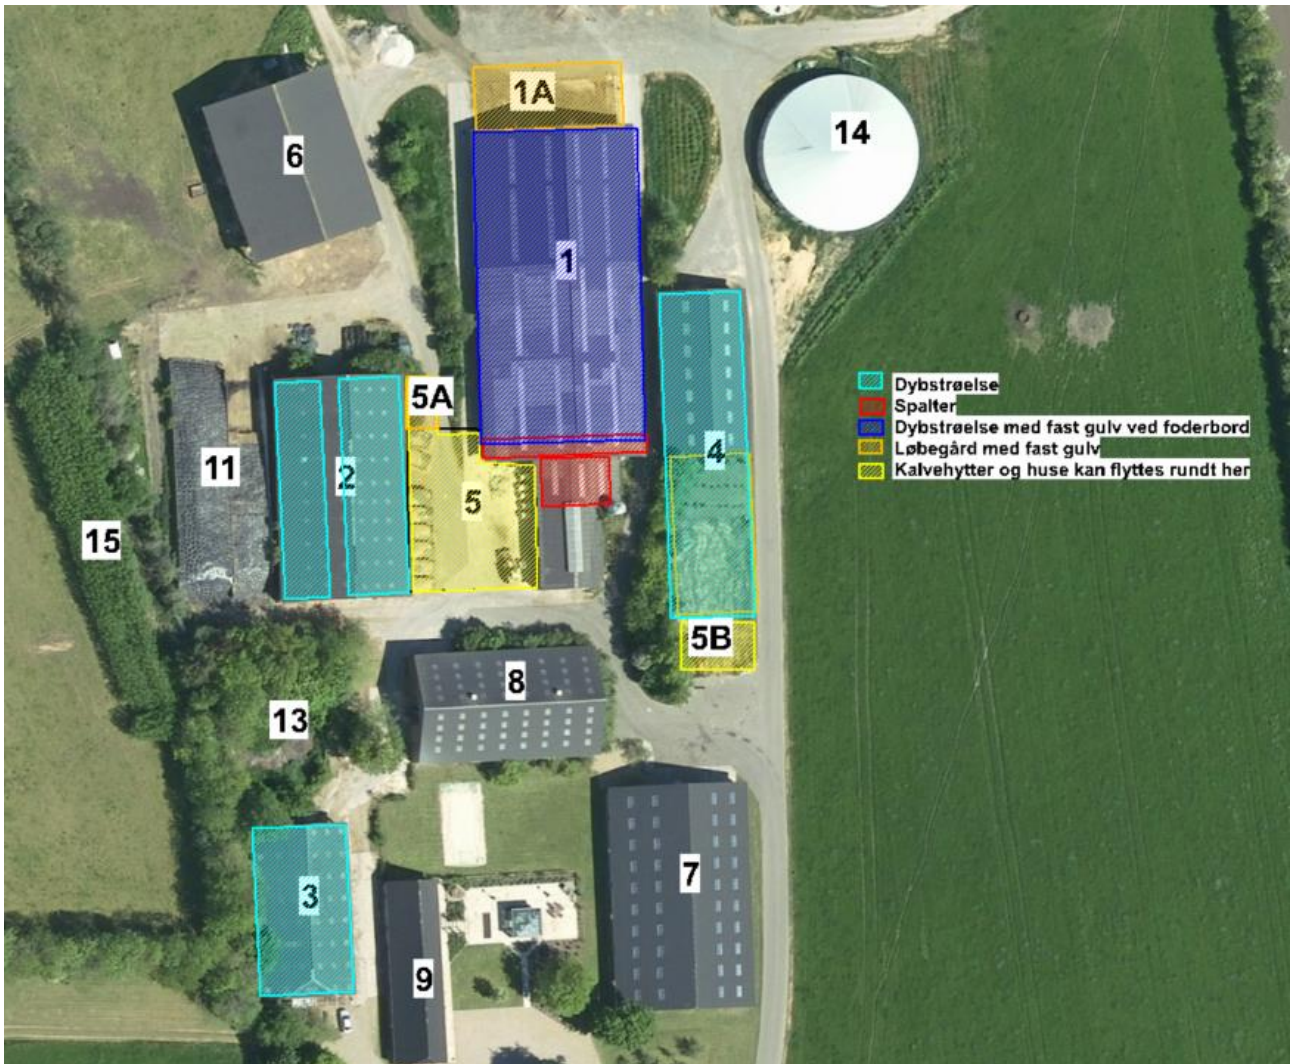 1A
14
6
1
Dybstrøelse
Spalter
Dybstrøelse med fast gulv ved foderbord
Løbegård med fast gulv
Kalvehytter og huse kan flyttes rundt her
5A
4
11
2
5
15
5B
8
13
7
3
9